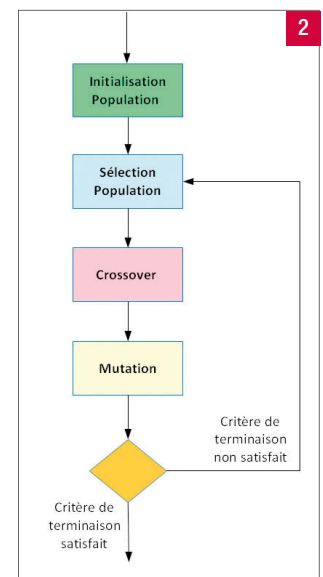 2
Initialisation
Population
Sélection
Population
Crossover
Mutation
Critère de
terminaison
non satisfait
Critère de
terminaison
satisfait